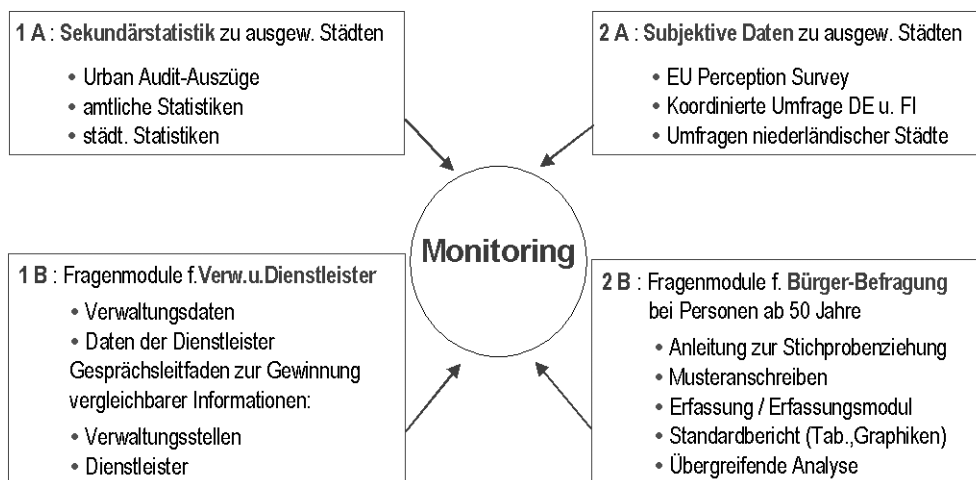 1 A : Sekundärstatistik zu ausgew. Städten
• Urban Audit-Auszüge
• amtliche Statistiken
• städt. Statistiken
2 A : Subjektive Daten zu ausgew. Städten
• EU Perception Survey
• Koordinierte Umfrage DE u. FI
• Umfragen niederländischer Städte
Monitoring
1 B : Fragenmodule f.Verw.u.Dienstleister
• Verwaltungsdaten
• Daten der Dienstleister
Gesprächsleitfaden zur Gewinnung
vergleichbarer Informationen:
• Verwaltungsstellen
• Dienstleister
2 B : Fragenmodule f. Bürger-Befragung
bei Personen ab 50 Jahre
• Anleitung zur Stichprobenziehung
• Musteranschreiben
• Erfassung / Erfassungsmodul
• Standardbericht (Tab.,Graphiken)
• Übergreifende Analyse